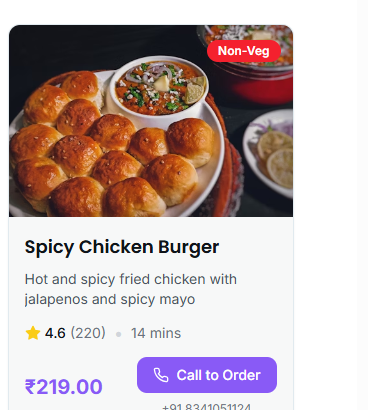 Non-Veg
Spicy Chicken Burger
Hot and spicy fried chicken with
jalapenos and spicy mayo
4.6 (220) • 14 mins
₹219.00
Call to Order
+91 8341051124